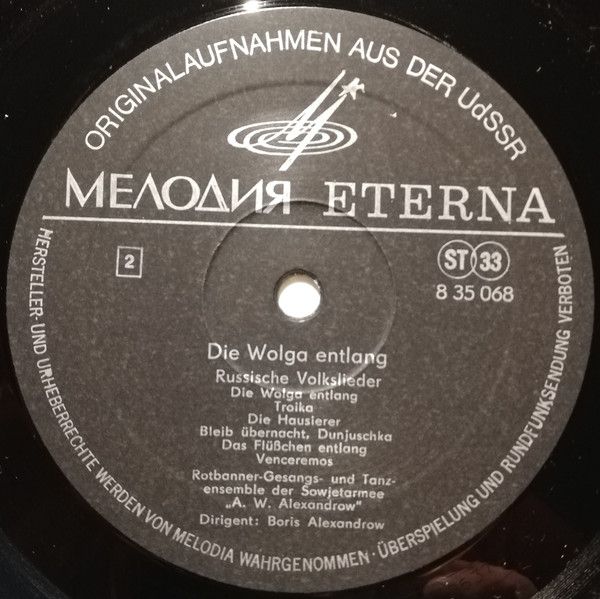 ORIGINALAUFNAHMEN AUS DER UdSSR
МЕЛОДИЯ ETERNA
2
ST 33
8 35 068
Die Wolga entlang
Russische Volkslieder
Die Wolga entlang
Troika
Die Hausierer
Bleib übernacht, Dunjuschka
Das Flüßchen entlang
Venceremos
Rotbanner-Gesangs- und Tanz-
ensemble der Sowjetarmee
„A. W. Alexandrow"
Dirigent: Boris Alexandrow
HERSTELLER- UND URHEBERRECHTE WERDEN VON MELODIA WAHRGENOMMEN · ÜBERSPIELUNG UND RUNDFUNKSENDUNG VERBOTEN